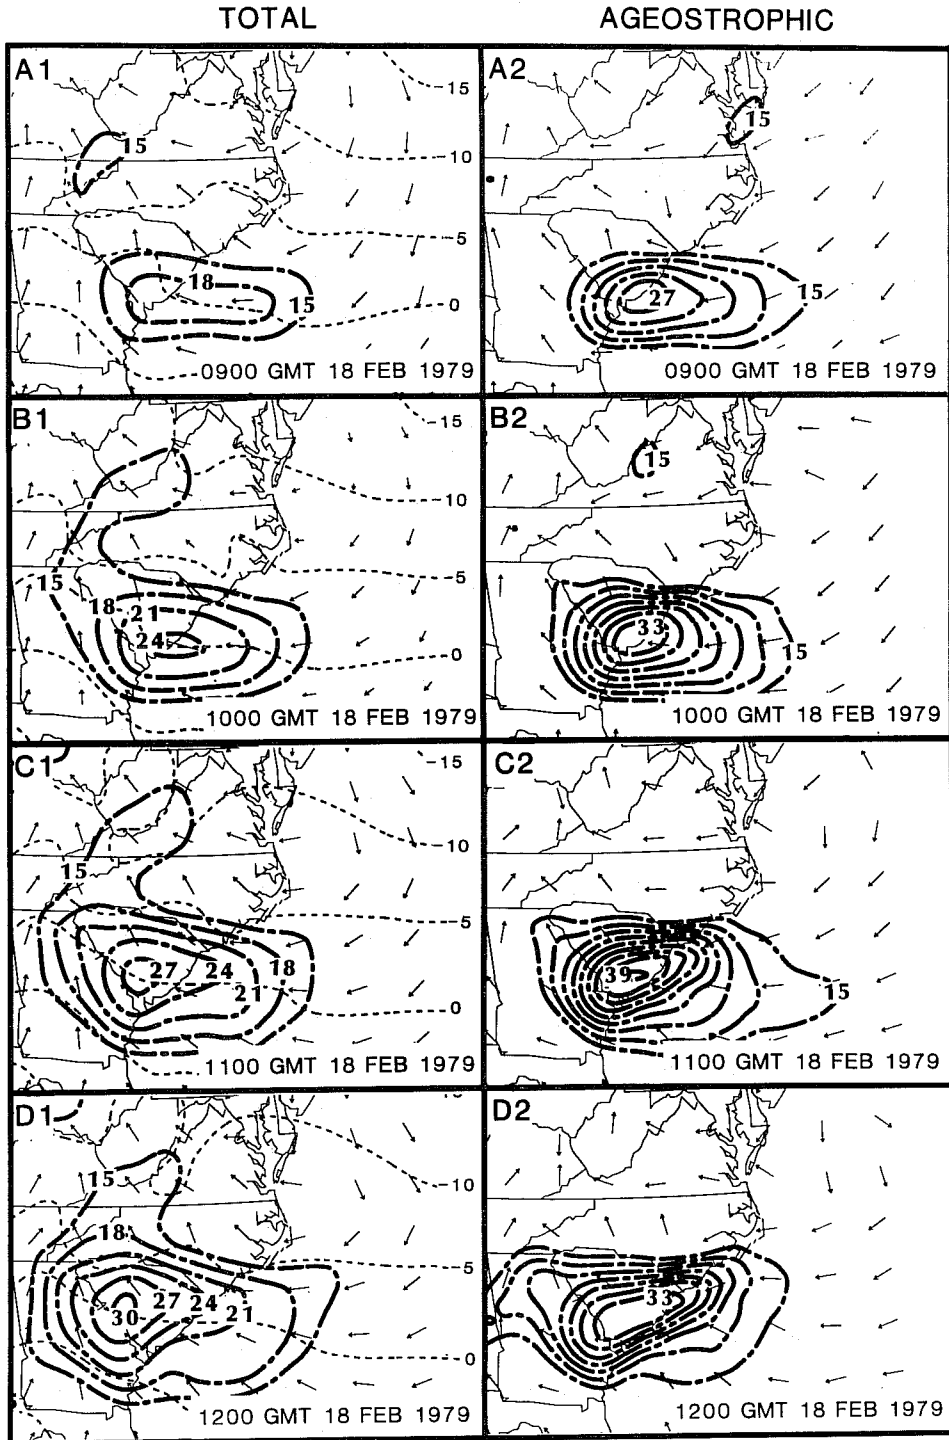 TOTAL AGEOSTROPHIC
A1
-15
15
-10
-5
18
15
0
0900 GMT 18 FEB 1979
A2
15
27
15
0900 GMT 18 FEB 1979
B1
-15
-10
15
-5
18
21
24
0
1000 GMT 18 FEB 1979
B2
15
33
15
1000 GMT 18 FEB 1979
C1
-15
-10
15
-5
27 24 18
21
0
1100 GMT 18 FEB 1979
C2
39
15
1100 GMT 18 FEB 1979
D1
15
-10
18
-5
27 24 21
30
0
1200 GMT 18 FEB 1979
D2
33
1200 GMT 18 FEB 1979